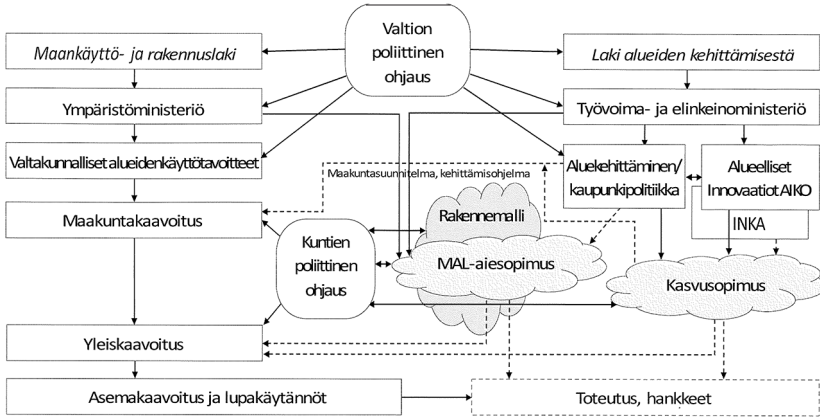 Valtion
poliittinen
ohjaus
Maankäyttö- ja rakennuslaki
Laki alueiden kehittämisestä
Ympäristöministeriö
Työvoima- ja elinkeinoministeriö
Valtakunnalliset alueidenkäyttötavoitteet
Aluekehittäminen/
kaupunkipolitiikka
Alueelliset
Innovaatiot AIKO
Maakuntasuunnitelma, kehittämisohjelma
Maakuntakaavoitus
Rakennemalli
INKA
Kuntien
poliittinen
ohjaus
MAL-aiesopimus
Kasvusopimus
Yleiskaavoitus
Asemakaavoitus ja lupakäytännöt
Toteutus, hankkeet